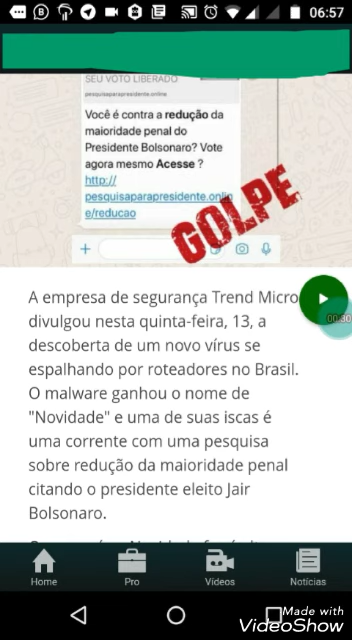 06:57
SEU VOTO LIBERADO
pesquisaparapresidente.online
Você é contra a redução da
maioridade penal do
Presidente Bolsonaro? Vote
agora mesmo Acesse ?
http://
pesquisaparapresidente.onlin
e/reducao
GOLPE
A empresa de segurança Trend Micro
divulgou nesta quinta-feira, 13, a
descoberta de um novo vírus se
espalhando por roteadores no Brasil.
O malware ganhou o nome de
"Novidade" e uma de suas iscas é
uma corrente com uma pesquisa
sobre redução da maioridade penal
citando o presidente eleito Jair
Bolsonaro.
Home Pro Vídeos Notícias
Made with
VideoShow